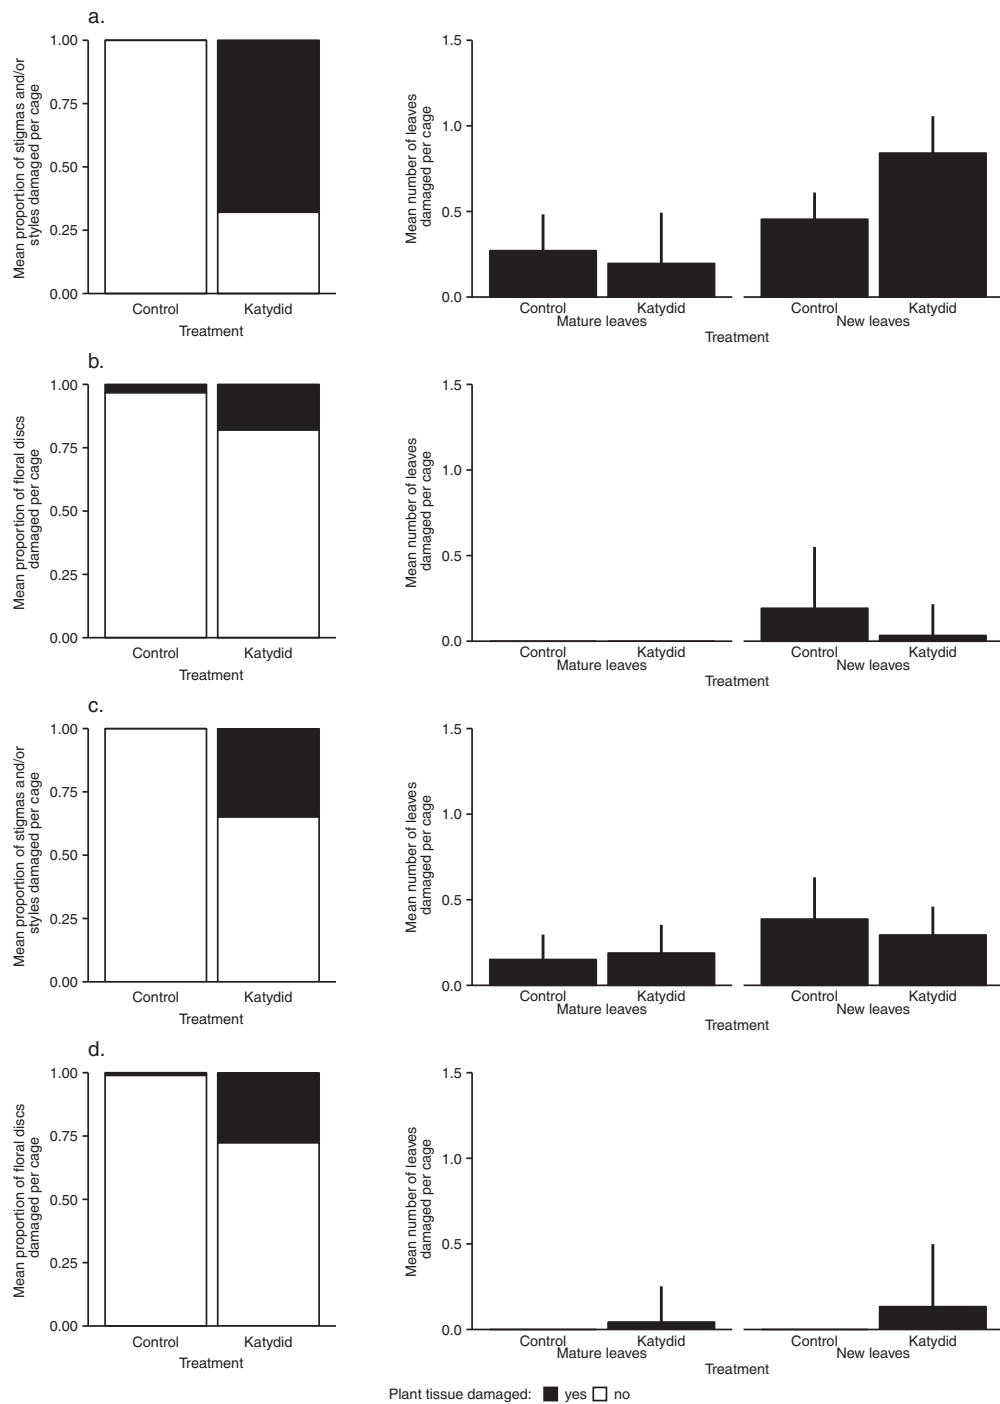 a.
Mean proportion of stigmas and/or
styles damaged per cage
1.00
0.75
0.50
0.25
0.00
Control Katydid
Treatment
Mean number of leaves
damaged per cage
1.5
1.0
0.5
0.0
Control Katydid Control Katydid
Mature leaves New leaves
Treatment
b.
Mean proportion of floral discs
damaged per cage
1.00
0.75
0.50
0.25
0.00
Control Katydid
Treatment
Mean number of leaves
damaged per cage
1.5
1.0
0.5
0.0
Control Katydid Control Katydid
Mature leaves New leaves
Treatment
c.
Mean proportion of stigmas and/or
styles damaged per cage
1.00
0.75
0.50
0.25
0.00
Control Katydid
Treatment
Mean number of leaves
damaged per cage
1.5
1.0
0.5
0.0
Control Katydid Control Katydid
Mature leaves New leaves
Treatment
d.
Mean proportion of floral discs
damaged per cage
1.00
0.75
0.50
0.25
0.00
Control Katydid
Treatment
Mean number of leaves
damaged per cage
1.5
1.0
0.5
0.0
Control Katydid Control Katydid
Mature leaves New leaves
Treatment
Plant tissue damaged: yes no